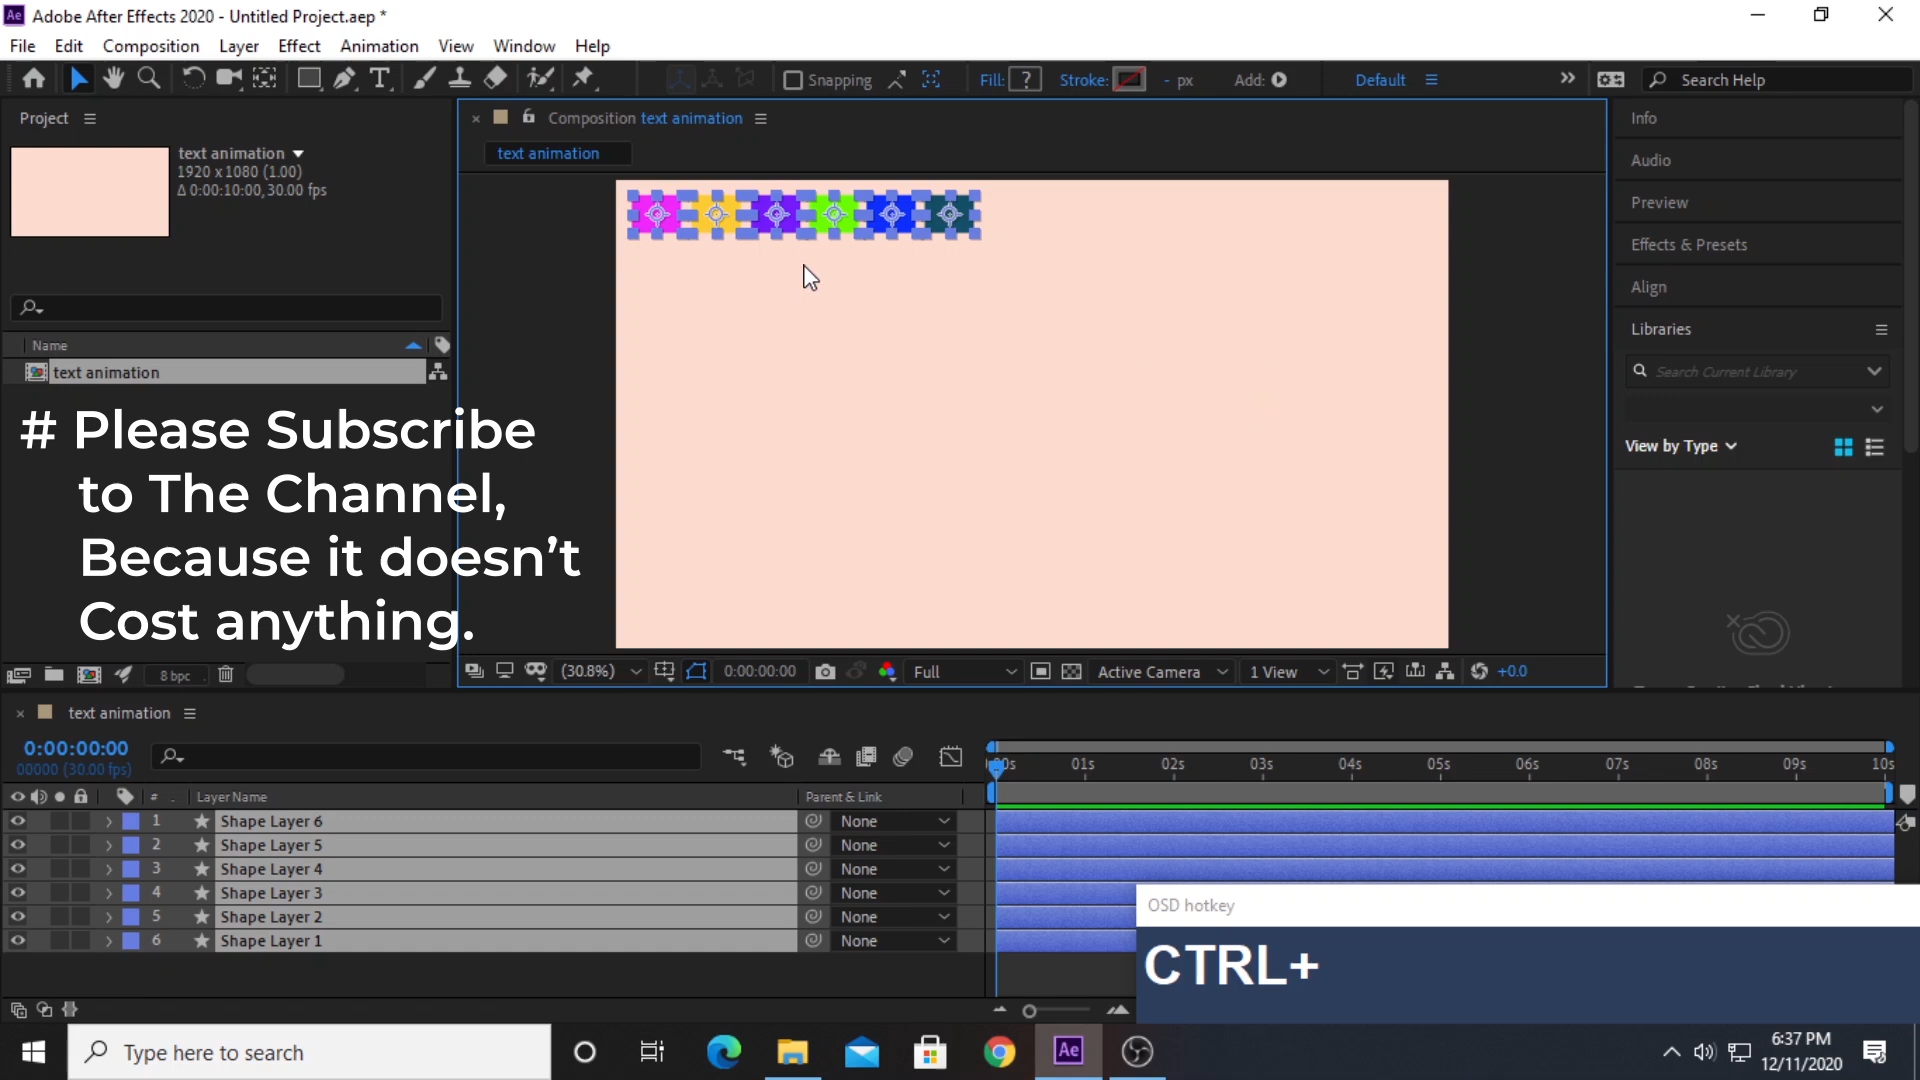 Ae Adobe After Effects 2020 - Untitled Project.aep *
File Edit Composition Layer Effect Animation View Window Help
Snapping Fill: ? Stroke: - px Add: Default Search Help
Project
text animation
1920 x 1080 (1.00)
Δ 0:00:10:00, 30.00 fps
Name
text animation
# Please Subscribe
to The Channel,
Because it doesn't
Cost anything.
8 bpc
Composition text animation
text animation
(30.8%) 0:00:00:00 Full Active Camera 1 View +0.0
Info
Audio
Preview
Effects & Presets
Align
Libraries
Search Current Library
View by Type
text animation
0:00:00:00
00000 (30.00 fps)
01s 02s 03s 04s 05s 06s 07s 08s 09s 10s
# . Layer Name Parent & Link
1 Shape Layer 6 None
2 Shape Layer 5 None
3 Shape Layer 4 None
4 Shape Layer 3 None
5 Shape Layer 2 None
6 Shape Layer 1 None
OSD hotkey
CTRL+
Type here to search
Ae
6:37 PM
12/11/2020